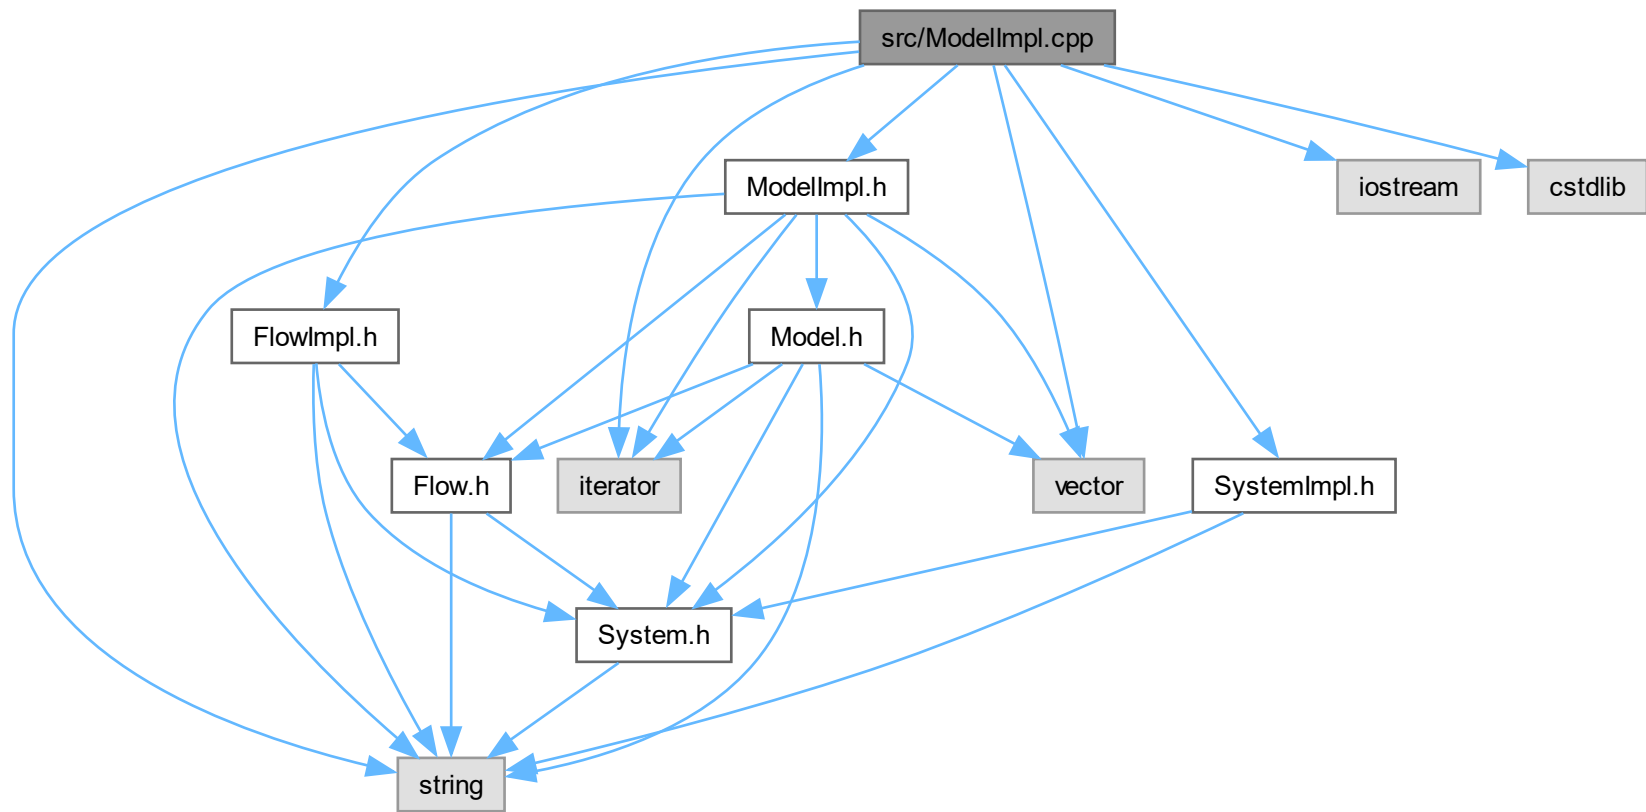 src/ModelImpl.cpp
ModelImpl.h
iostream
cstdlib
FlowImpl.h
Model.h
Flow.h
iterator
vector
SystemImpl.h
System.h
string